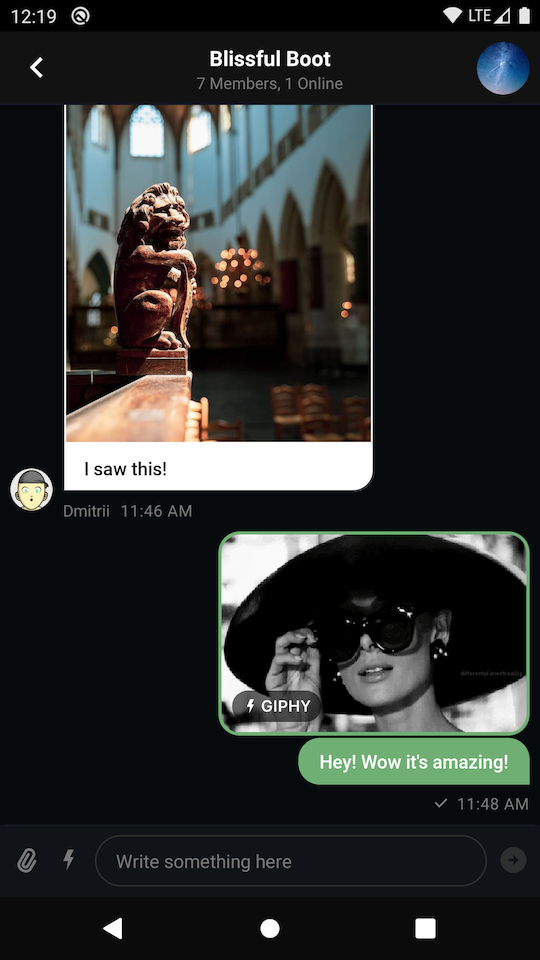 12:19
LTE
Blissful Boot
7 Members, 1 Online
I saw this!
Dmitrii 11:46 AM
GIPHY
Hey! Wow it's amazing!
11:48 AM
Write something here